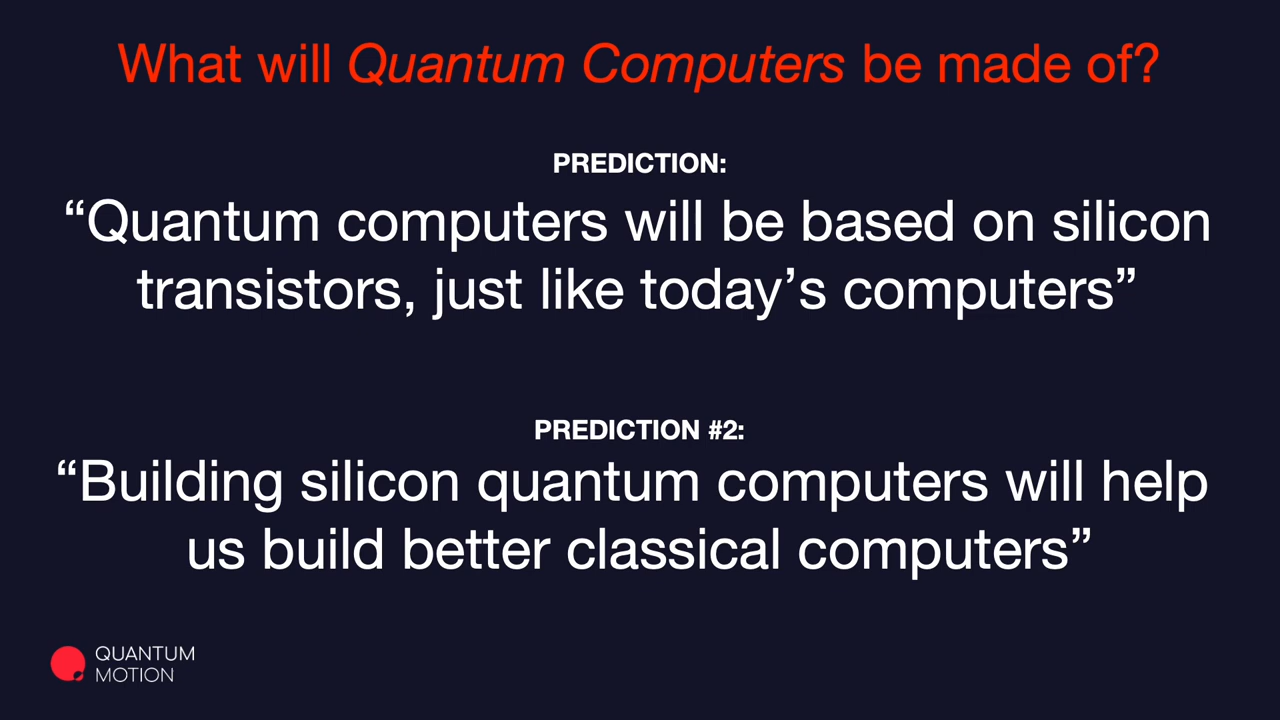 What will Quantum Computers be made of?
PREDICTION:
“Quantum computers will be based on silicon
transistors, just like today’s computers”
PREDICTION #2:
“Building silicon quantum computers will help
us build better classical computers”
QUANTUM
MOTION